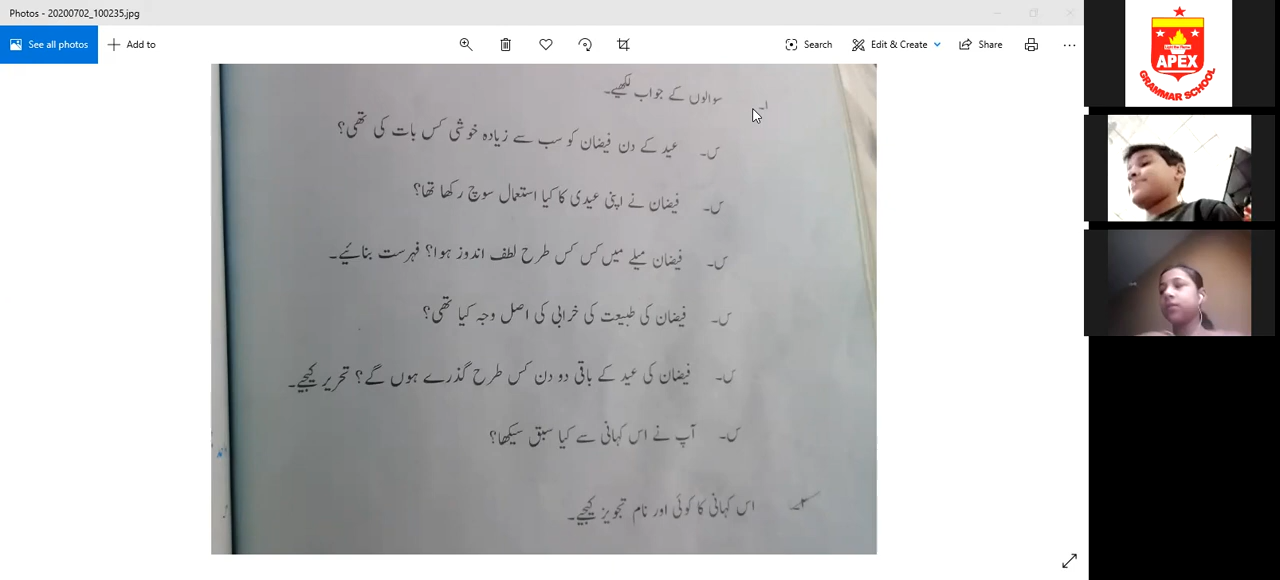 Photos - 20200702_100235.jpg
See all photos
Add to
Search
Edit & Create
Share
APEX
GRAMMAR SCHOOL
۱۔ سوالوں کے جواب لکھیے۔
س۔ عید کے دن فیضان کو سب سے زیادہ خوشی کس بات کی تھی؟
س۔ فیضان نے اپنی عیدی کا کیا استعمال سوچ رکھا تھا؟
س۔ فیضان میلے میں کس کس طرح لطف اندوز ہوا؟ فہرست بنائیے۔
س۔ فیضان کی طبیعت کی خرابی کی اصل وجہ کیا تھی؟
س۔ فیضان کی عید کے باقی دو دن کس طرح گذرے ہوں گے؟ تحریر کیجیے۔
س۔ آپ نے اس کہانی سے کیا سبق سیکھا؟
۲۔ اس کہانی کا کوئی اور نام تجویز کیجیے۔